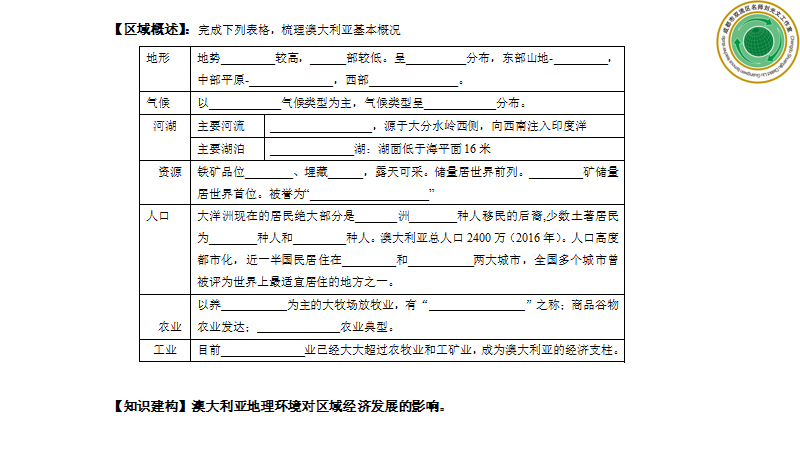 【区域概述】：完成下列表格，梳理澳大利亚基本概况
地形
地势_________较高，______部较低。呈__________分布，东部山地-_________，
中部平原-______________，西部_______________。
气候
以____________气候类型为主，气候类型呈____________分布。
河湖
主要河流
_________________，源于大分水岭西侧，向西南注入印度洋
主要湖泊
______________湖：湖面低于海平面16米
资源
铁矿品位________、埋藏______，露天可采。储量居世界前列。_________矿储量
居世界首位。被誉为“____________________”
人口
大洋洲现在的居民绝大部分是_______洲________种人移民的后裔,少数土著居民
为________种人和_________种人。澳大利亚总人口2400万（2016年）。人口高度
都市化，近一半国民居住在_________和___________两大城市，全国多个城市曾
被评为世界上最适宜居住的地方之一。
农业
以养___________为主的大牧场放牧业，有“________________”之称；商品谷物
农业发达；______________农业典型。
工业
目前______________业已经大大超过农牧业和工矿业，成为澳大利亚的经济支柱。
【知识建构】澳大利亚地理环境对区域经济发展的影响。